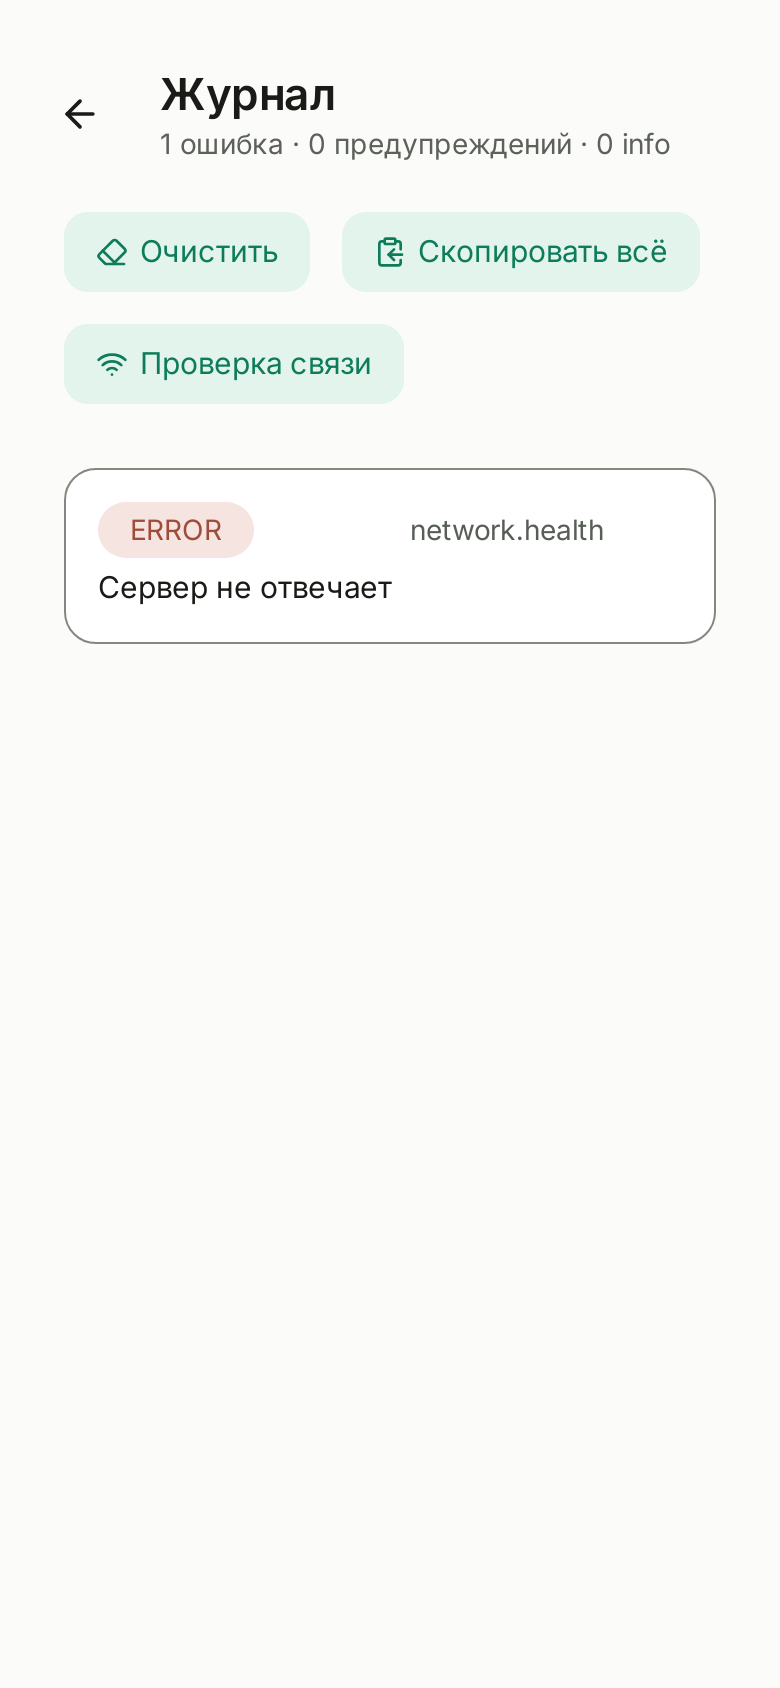 Журнал
1 ошибка · 0 предупреждений · 0 info
Очистить
Скопировать всё
Проверка связи
ERROR
network.health
Сервер не отвечает